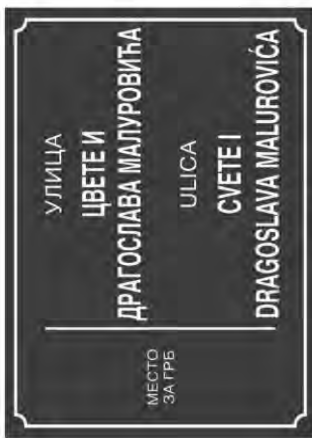 МЕСТО
ЗА ГРБ
УЛИЦА
ЦВЕТЕ И
ДРАГОСЛАВА МАЛУРОВИЋА
ULICA
CVETE I
DRAGOSLAVA MALUROVIĆA